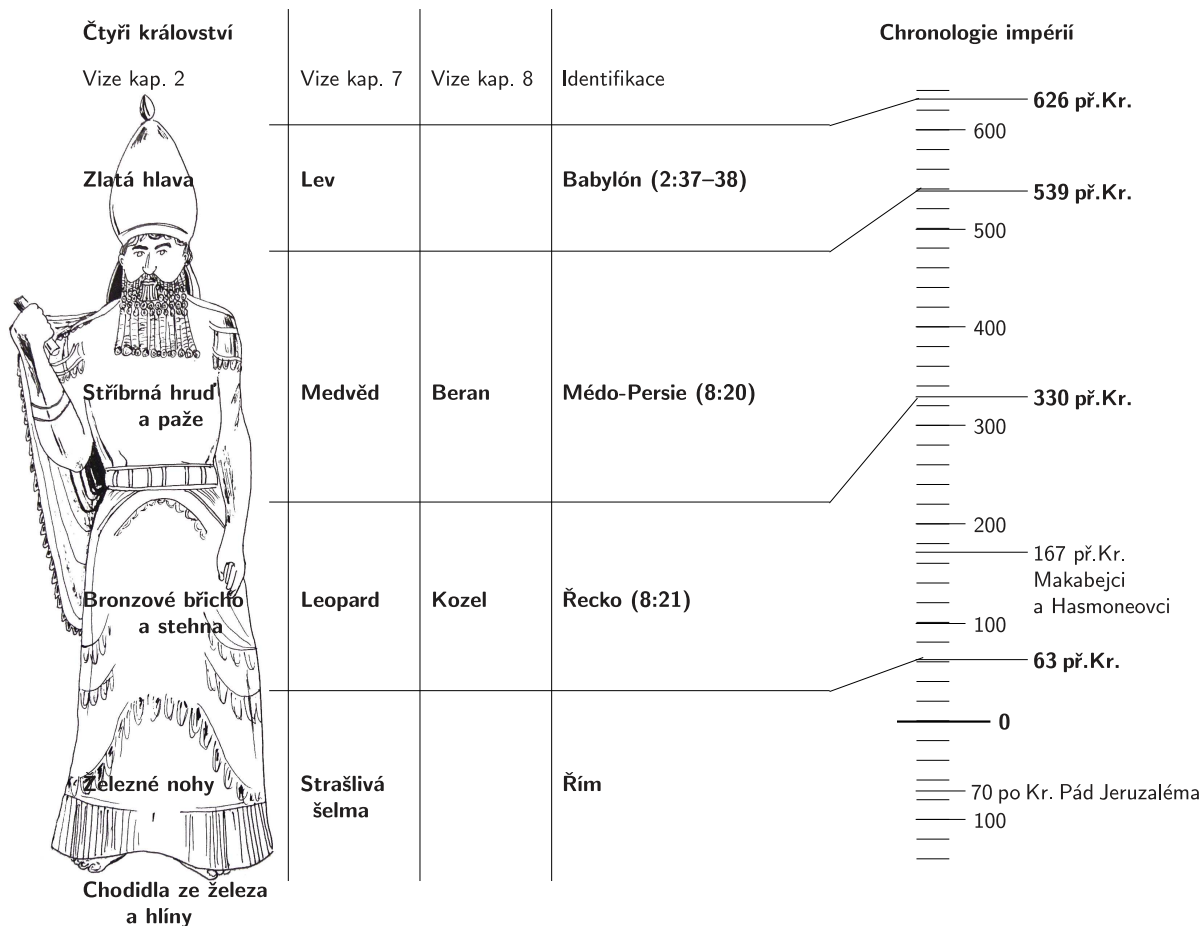 Čtyři království
Chronologie impérií
Vize kap. 2
Vize kap. 7
Vize kap. 8
Identifikace
626 př.Kr.
600
Zlatá hlava
Lev
Babylón (2:37–38)
539 př.Kr.
500
400
Stříbrná hruď
a paže
Medvěd
Beran
Médo-Persie (8:20)
330 př.Kr.
300
200
167 př.Kr.
Makabejci
a Hasmoneovci
Bronzové břicho
a stehna
Leopard
Kozel
Řecko (8:21)
100
63 př.Kr.
0
Železné nohy
Strašlivá
šelma
Řím
70 po Kr. Pád Jeruzaléma
100
Chodidla ze železa
a hlíny